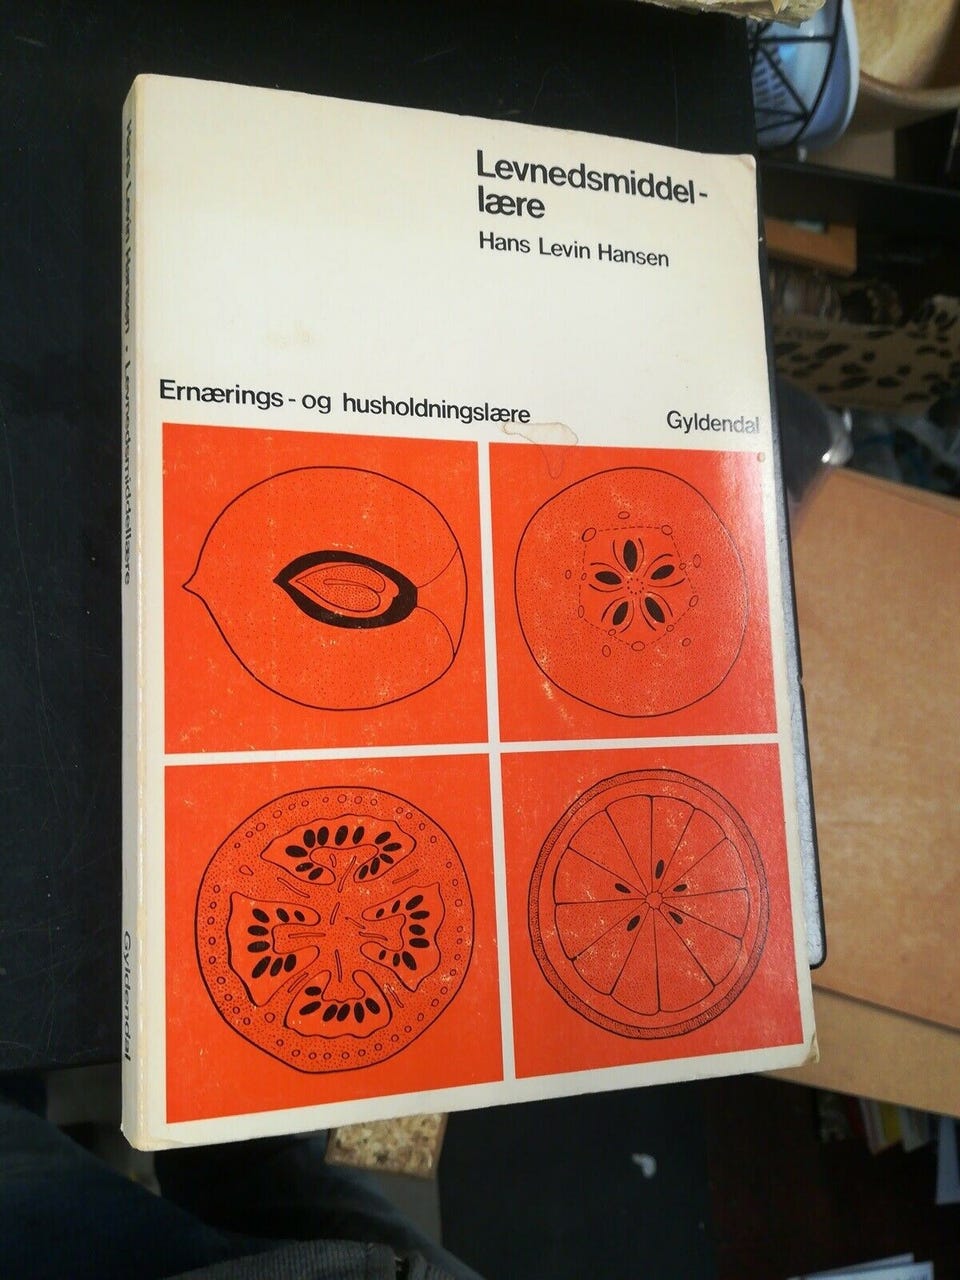 Levnedsmiddel-
lære
Hans Levin Hansen
Ernærings- og husholdningslære
Gyldendal
Hans Levin Hansen • Levnedsmiddellære
Gyldendal